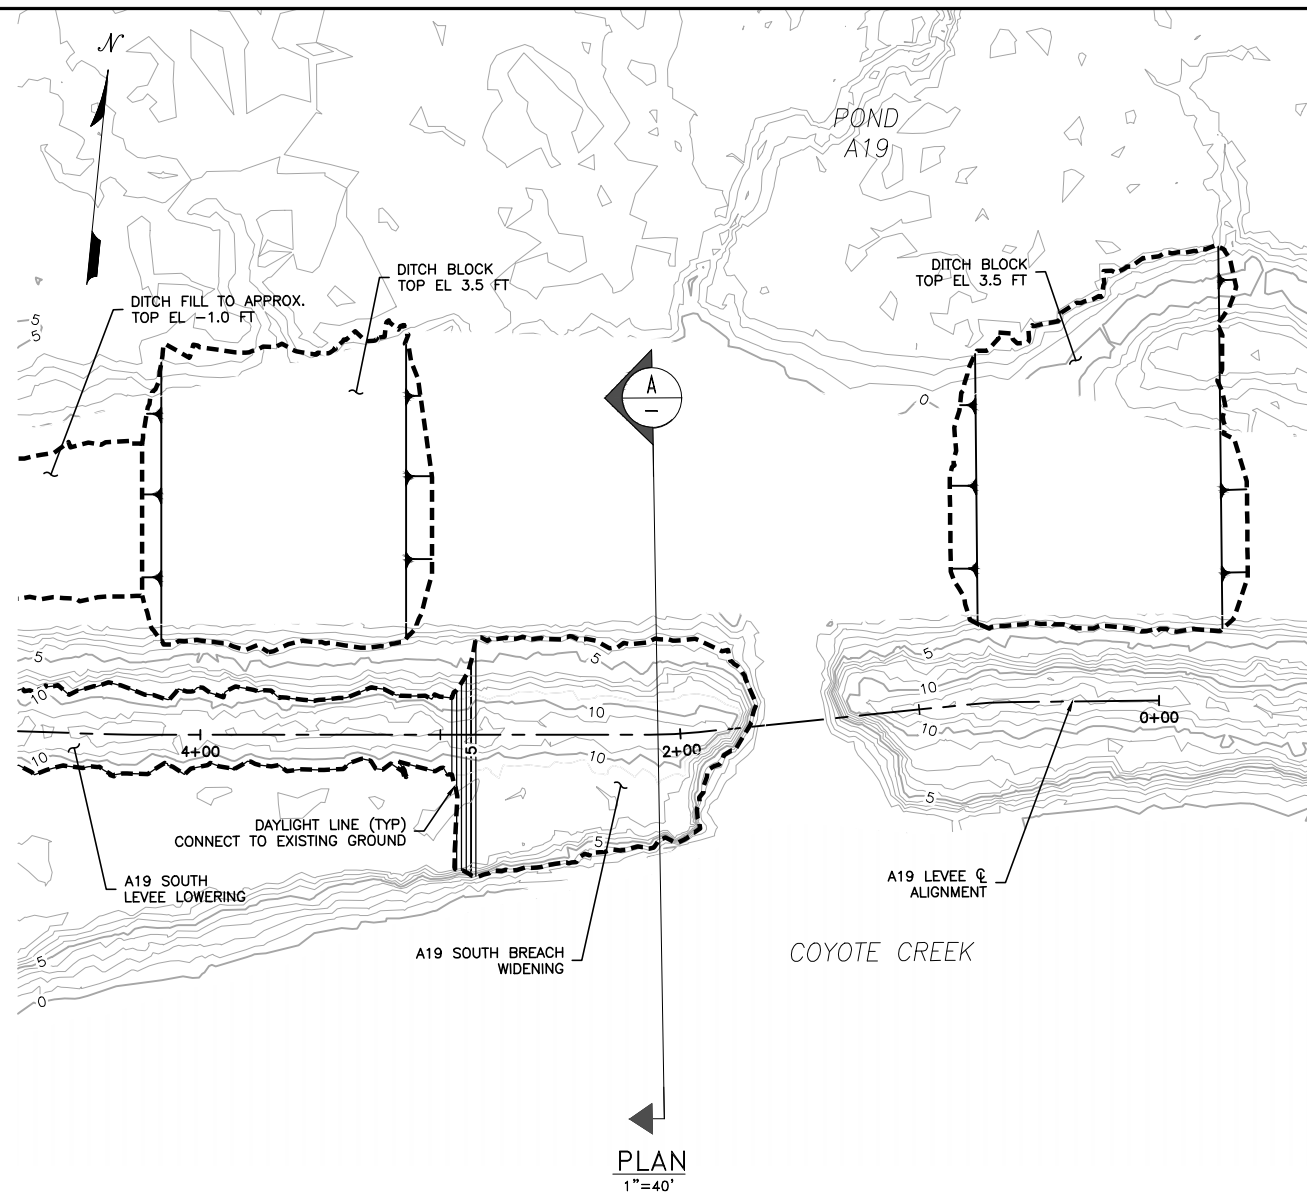 N
POND
A19
DITCH BLOCK
TOP EL 3.5 FT
DITCH BLOCK
TOP EL 3.5 FT
DITCH FILL TO APPROX.
TOP EL -1.0 FT
5
5
A
—
0
5
5
5
10
10
10
0+00
4+00
5
2+00
10
10
10
5
5
DAYLIGHT LINE (TYP)
CONNECT TO EXISTING GROUND
A19 SOUTH
LEVEE LOWERING
A19 LEVEE ℄
ALIGNMENT
A19 SOUTH BREACH
WIDENING
COYOTE CREEK
5
0
PLAN
1"=40'